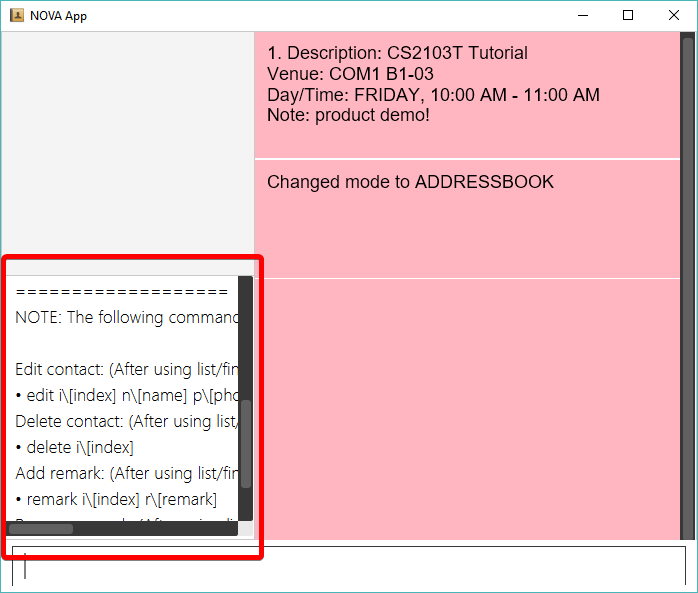 NOVA App
1. Description: CS2103T Tutorial
Venue: COM1 B1-03
Day/Time: FRIDAY, 10:00 AM - 11:00 AM
Note: product demo!
Changed mode to ADDRESSBOOK
===================
NOTE: The following command
Edit contact: (After using list/fin
• edit i\[index] n\[name] p\[pho
Delete contact: (After using list/
• delete i\[index]
Add remark: (After using list/fin
• remark i\[index] r\[remark]